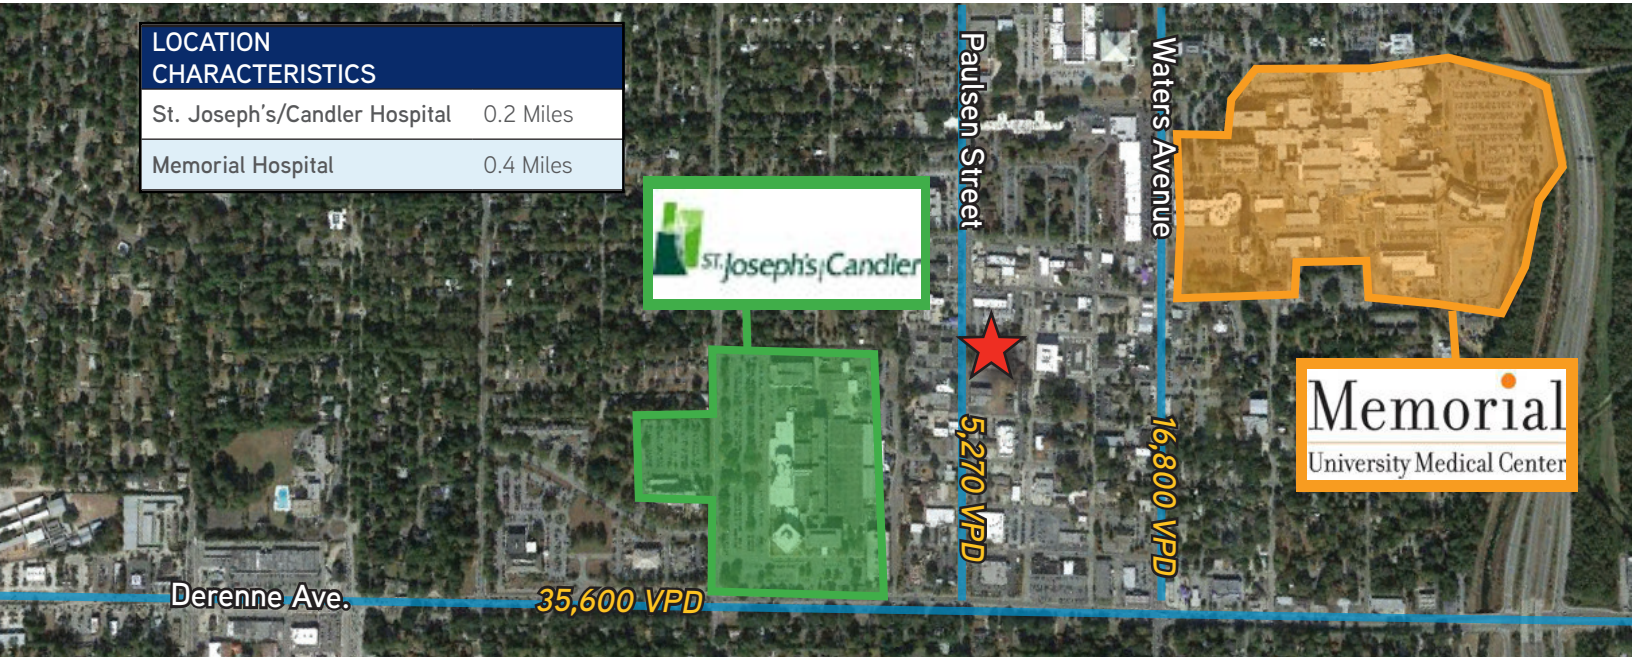 LOCATION
CHARACTERISTICS
St. Joseph's/Candler Hospital 0.2 Miles
Memorial Hospital 0.4 Miles
Paulsen Street
Waters Avenue
ST. Joseph's/Candler
Memorial
University Medical Center
5,270 VPD
16,800 VPD
Derenne Ave.
35,600 VPD